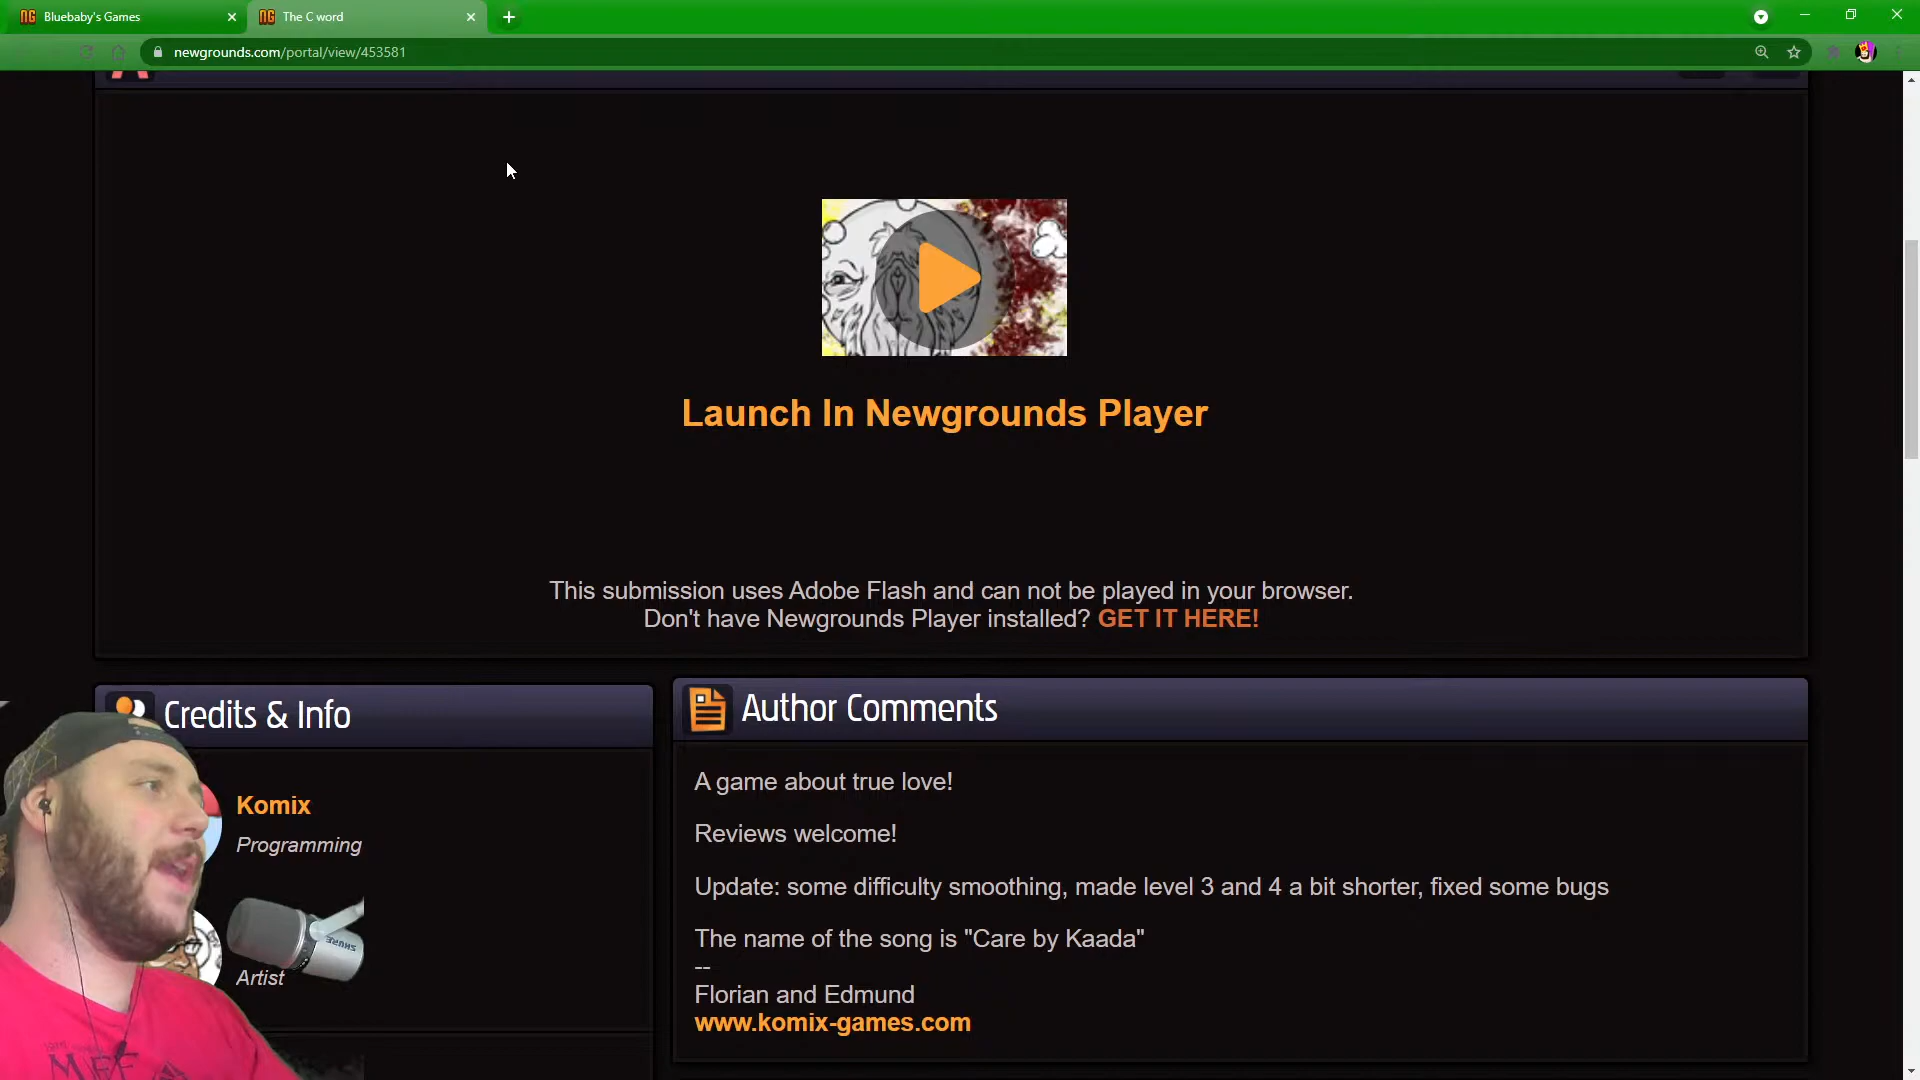 Bluebaby's Games
The C word
newgrounds.com/portal/view/453581
Launch In Newgrounds Player
This submission uses Adobe Flash and can not be played in your browser.
Don't have Newgrounds Player installed? GET IT HERE!
Credits & Info
Komix
Programming
SHURE
Artist
Author Comments
A game about true love!
Reviews welcome!
Update: some difficulty smoothing, made level 3 and 4 a bit shorter, fixed some bugs
The name of the song is "Care by Kaada"
--
Florian and Edmund
www.komix-games.com